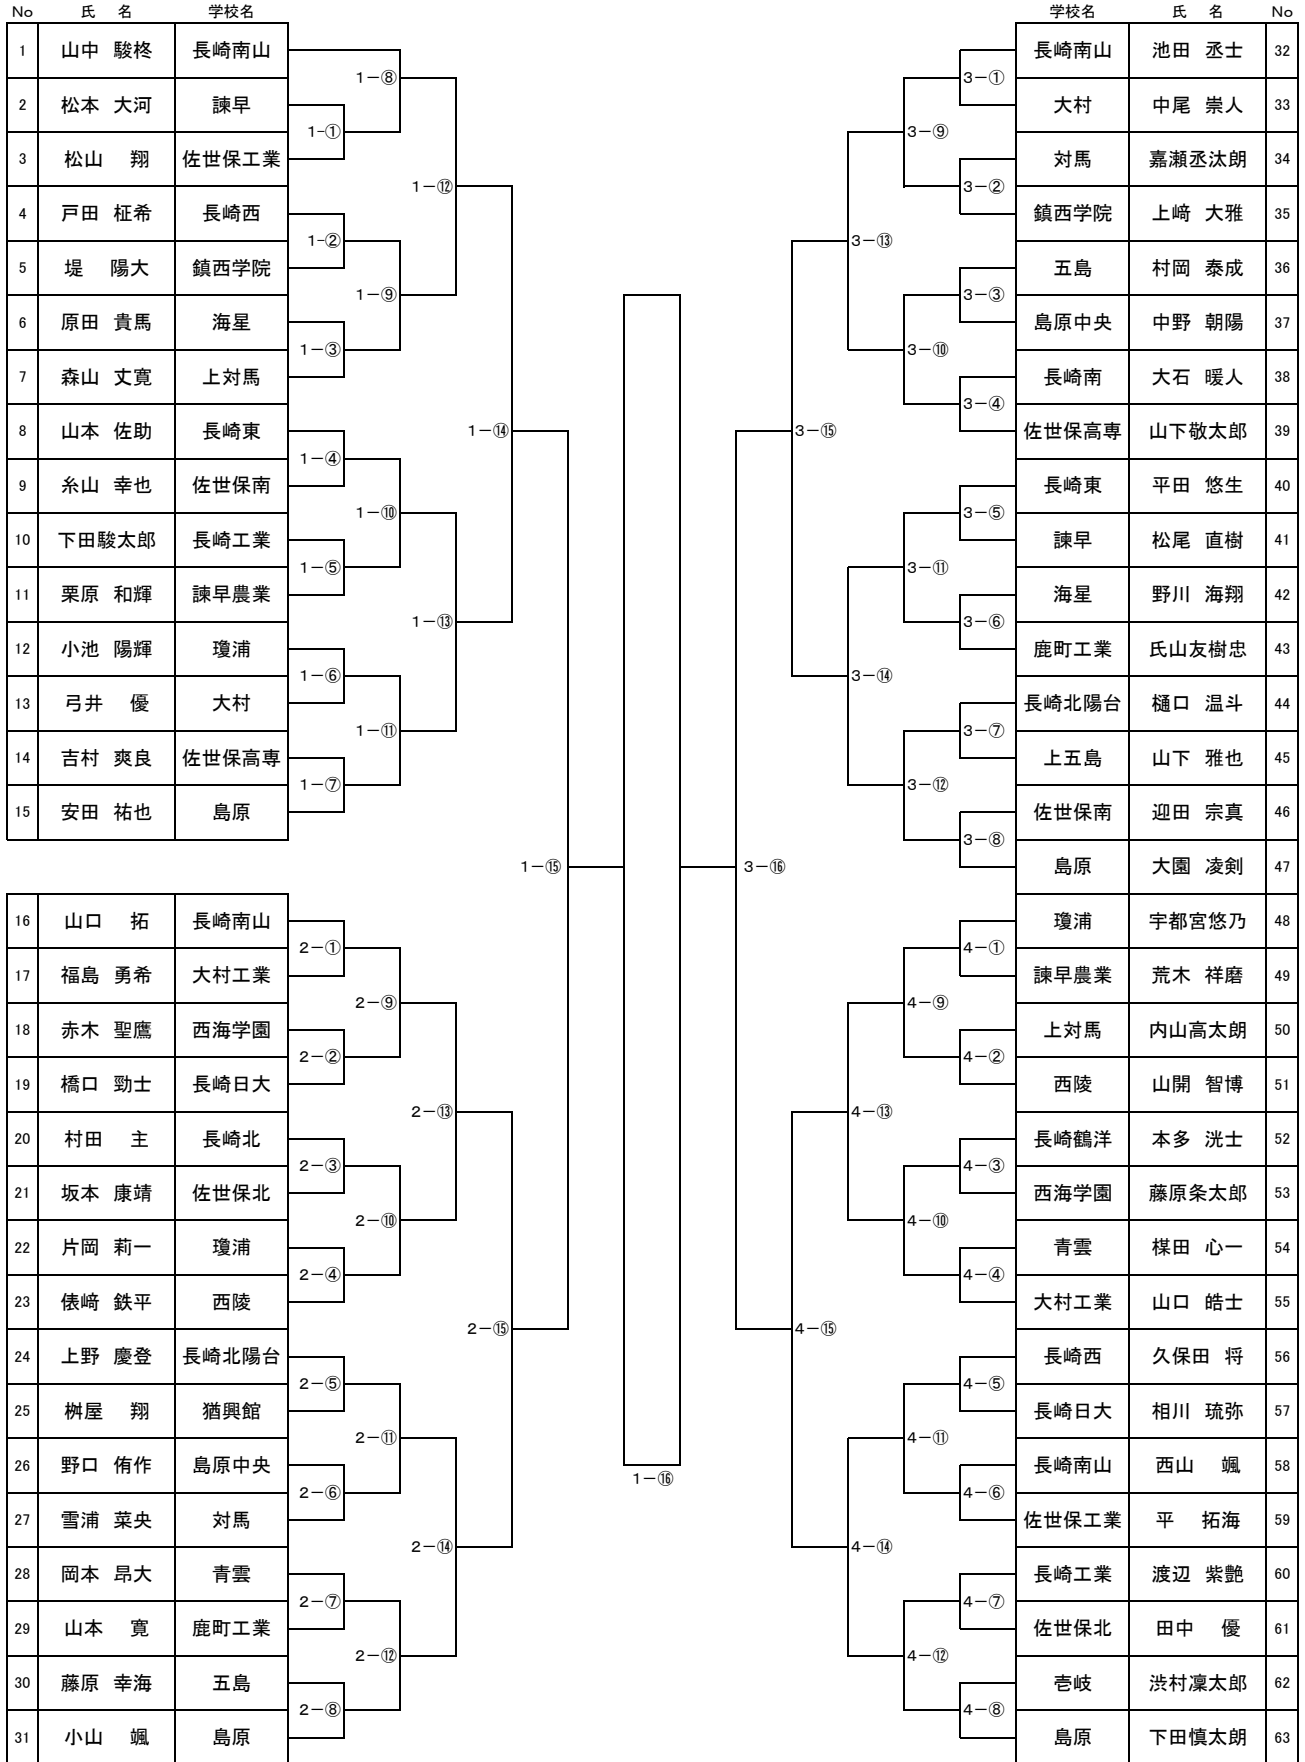 No 氏 名 学校名
1 山中 駿柊 長崎南山
1－⑧
2 松本 大河 諫早
1-①
3 松山 翔 佐世保工業
1－⑫
4 戸田 柾希 長崎西
1-②
5 堤 陽大 鎮西学院
1－⑨
6 原田 貴馬 海星
1－③
7 森山 丈寛 上対馬
1－⑭
8 山本 佐助 長崎東
1－④
9 糸山 幸也 佐世保南
1－⑩
10 下田駿太郎 長崎工業
1－⑤
11 栗原 和輝 諫早農業
1－⑬
12 小池 陽輝 瓊浦
1－⑥
13 弓井 優 大村
1－⑪
14 吉村 爽良 佐世保高専
1－⑦
15 安田 祐也 島原
1－⑮
16 山口 拓 長崎南山
2－①
17 福島 勇希 大村工業
2－⑨
18 赤木 聖鷹 西海学園
2－②
19 橋口 勁士 長崎日大
2－⑬
20 村田 主 長崎北
2－③
21 坂本 康靖 佐世保北
2－⑩
22 片岡 莉一 瓊浦
2－④
23 俵﨑 鉄平 西陵
2－⑮
24 上野 慶登 長崎北陽台
2－⑤
25 桝屋 翔 猶興館
2－⑪
26 野口 侑作 島原中央
2－⑥
27 雪浦 菜央 対馬
2－⑭
28 岡本 昂大 青雲
2－⑦
29 山本 寛 鹿町工業
2－⑫
30 藤原 幸海 五島
2－⑧
31 小山 颯 島原
1－⑯
学校名 氏 名 No
長崎南山 池田 丞士 32
3－①
大村 中尾 崇人 33
3－⑨
対馬 嘉瀬丞汰朗 34
3－②
鎮西学院 上﨑 大雅 35
3－⑬
五島 村岡 泰成 36
3－③
島原中央 中野 朝陽 37
3－⑩
長崎南 大石 暖人 38
3－④
佐世保高専 山下敬太郎 39
3－⑮
長崎東 平田 悠生 40
3－⑤
諫早 松尾 直樹 41
3－⑪
海星 野川 海翔 42
3－⑥
鹿町工業 氏山友樹忠 43
3－⑭
長崎北陽台 樋口 温斗 44
3－⑦
上五島 山下 雅也 45
3－⑫
佐世保南 迎田 宗真 46
3－⑧
島原 大園 凌剣 47
3－⑯
瓊浦 宇都宮悠乃 48
4－①
諫早農業 荒木 祥磨 49
4－⑨
上対馬 内山高太朗 50
4－②
西陵 山開 智博 51
4－⑬
長崎鶴洋 本多 洸士 52
4－③
西海学園 藤原条太郎 53
4－⑩
青雲 楳田 心一 54
4－④
大村工業 山口 皓士 55
4－⑮
長崎西 久保田 将 56
4－⑤
長崎日大 相川 琉弥 57
4－⑪
長崎南山 西山 颯 58
4－⑥
佐世保工業 平 拓海 59
4－⑭
長崎工業 渡辺 紫艶 60
4－⑦
佐世保北 田中 優 61
4－⑫
壱岐 渋村凜太郎 62
4－⑧
島原 下田慎太朗 63